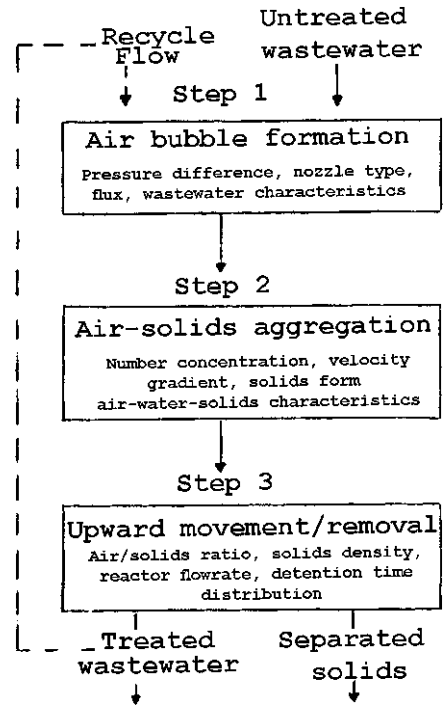 Recycle
Flow
Untreated
wastewater
Step 1
Air bubble formation
Pressure difference, nozzle type,
flux, wastewater characteristics
Step 2
Air-solids aggregation
Number concentration, velocity
gradient, solids form
air-water-solids characteristics
Step 3
Upward movement/removal
Air/solids ratio, solids density,
reactor flowrate, detention time
distribution
Treated
wastewater
Separated
solids